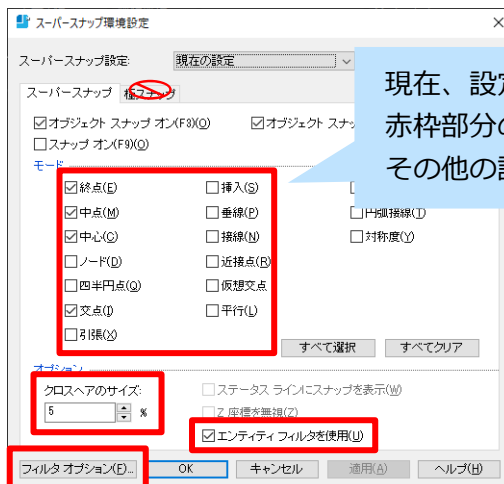 スーパースナップ環境設定
スーパースナップ設定: 現在の設定
スーパースナップ
オブジェクト スナップ オン(F3)(O) オブジェクト スナッ
スナップ オン(F9)(O)
現在、設定
赤枠部分の
その他の設
モード
終点(E) 挿入(S)
中点(M) 垂線(P) 円弧接線(T)
中心(C) 接線(N) 対称度(Y)
ノード(D) 近接点(R)
四半円点(Q) 仮想交点
交点(I) 平行(L)
引張(X)
すべて選択 すべてクリア
オプション
クロスヘアのサイズ: ステータス ラインにスナップを表示(W)
5 % Z 座標を無視(Z)
エンティティ フィルタを使用(U)
フィルタ オプション(F)... OK キャンセル 適用(A) ヘルプ(H)